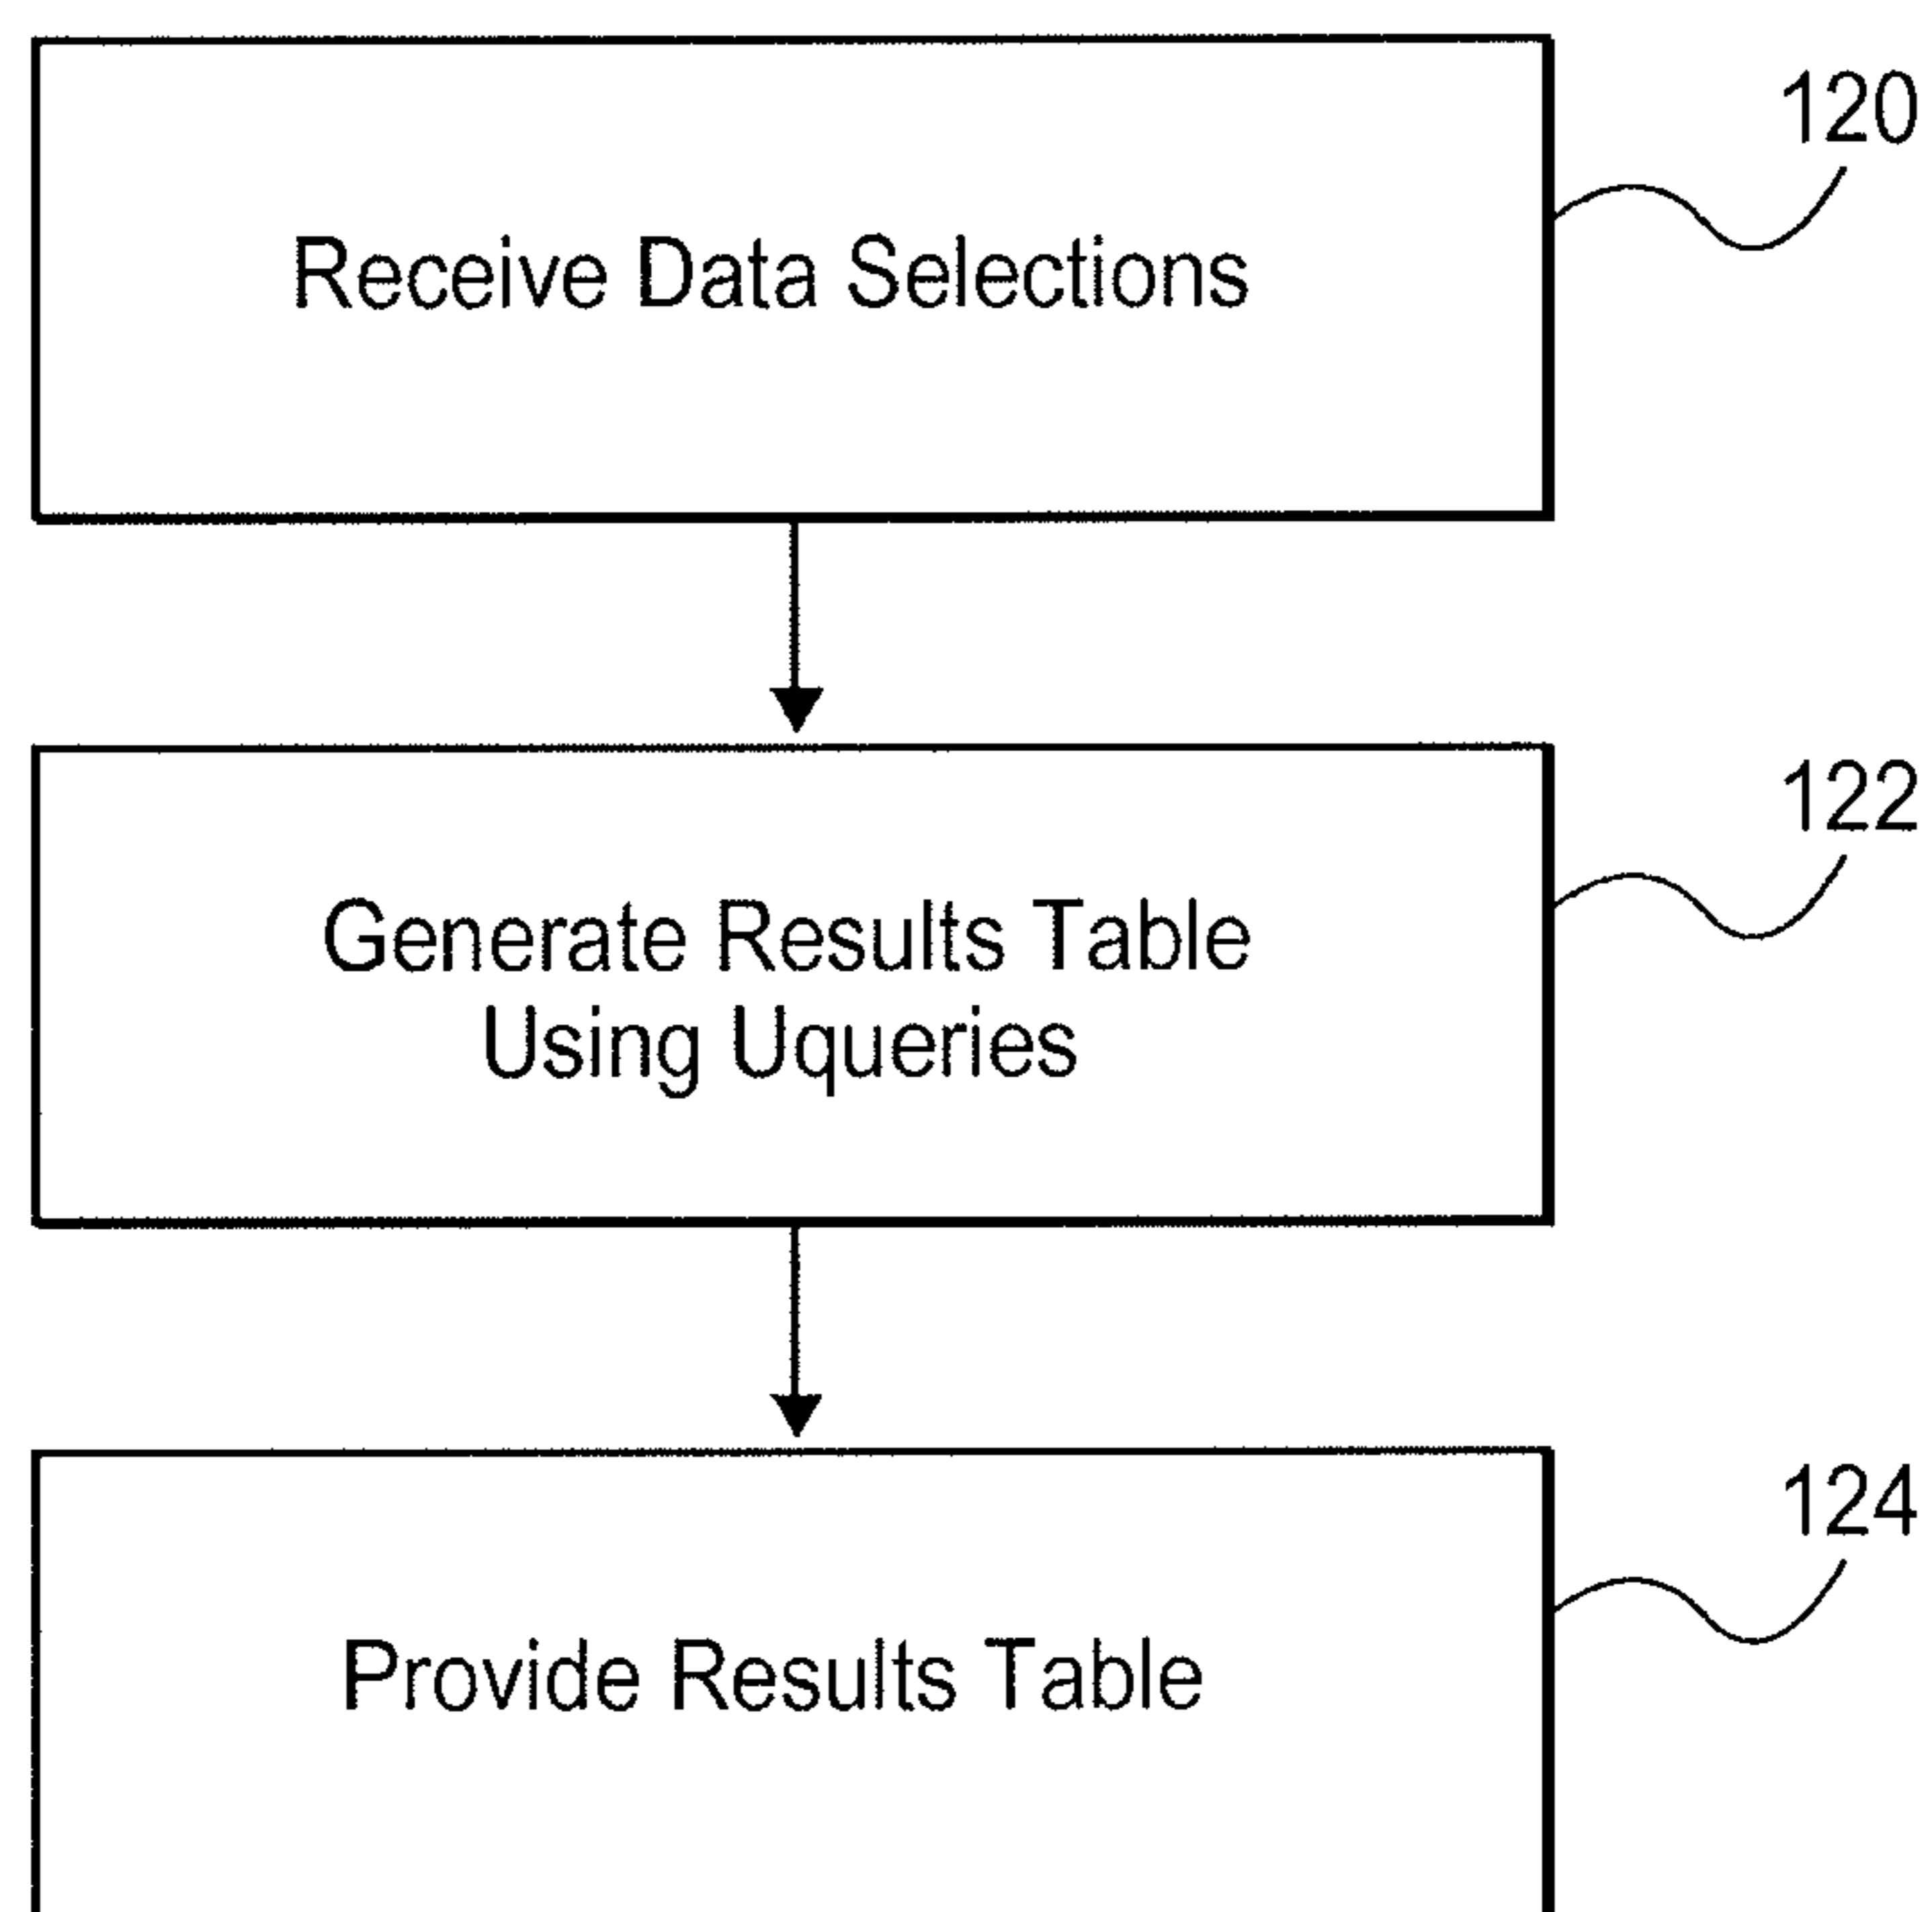 120
Receive Data Selections
122
Generate Results Table
Using Uqueries
124
Provide Results Table